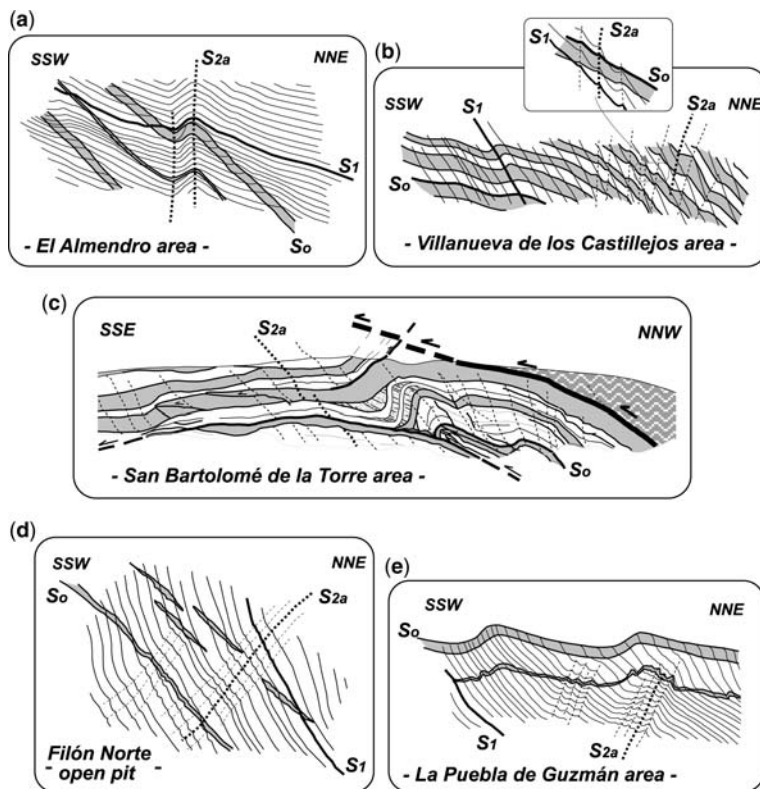 (a)
SSW
S2a
NNE
S1
So
- El Almendro area -
(b)
S1
S2a
So
SSW
S1
S2a
NNE
So
- Villanueva de los Castillejos area -
(c)
SSE
S2a
NNW
So
- San Bartolomé de la Torre area -
(d)
SSW
NNE
So
S2a
Filón Norte
- open pit -
S1
(e)
SSW
NNE
So
S1
S2a
- La Puebla de Guzmán area -